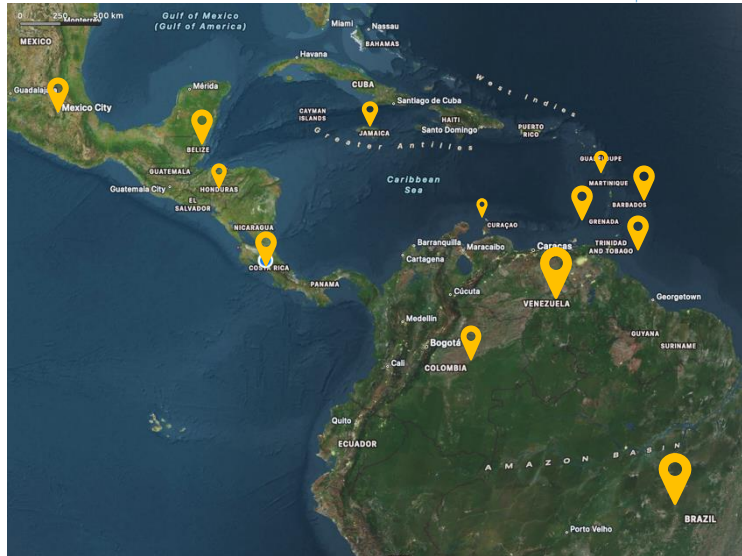 0 250 500 km
Monterrey
Gulf of Mexico
(Gulf of America)
Miami
Nassau
BAHAMAS
MEXICO
Havana
Guadalaja
Mérida
CUBA
Mexico City
Santiago de Cuba
CAYMAN
ISLANDS
West Indies
JAMAICA
HAITI
Santo Domingo
PUERTO
RICO
Greater Antilles
BELIZE
GUATEMALA
Guatemala City
HONDURAS
EL
SALVADOR
Caribbean
Sea
MARTINIQUE
BARBADOS
GRENADA
CURAÇAO
NICARAGUA
TRINIDAD
AND TOBAGO
Barranquilla
Maracaibo
Caracas
Cartagena
COSTA RICA
PANAMA
Cúcuta
VENEZUELA
Georgetown
Medellín
GUYANA
SURINAME
Bogotá
Cali
COLOMBIA
Quito
ECUADOR
AMAZON BASIN
BRAZIL
Porto Velho